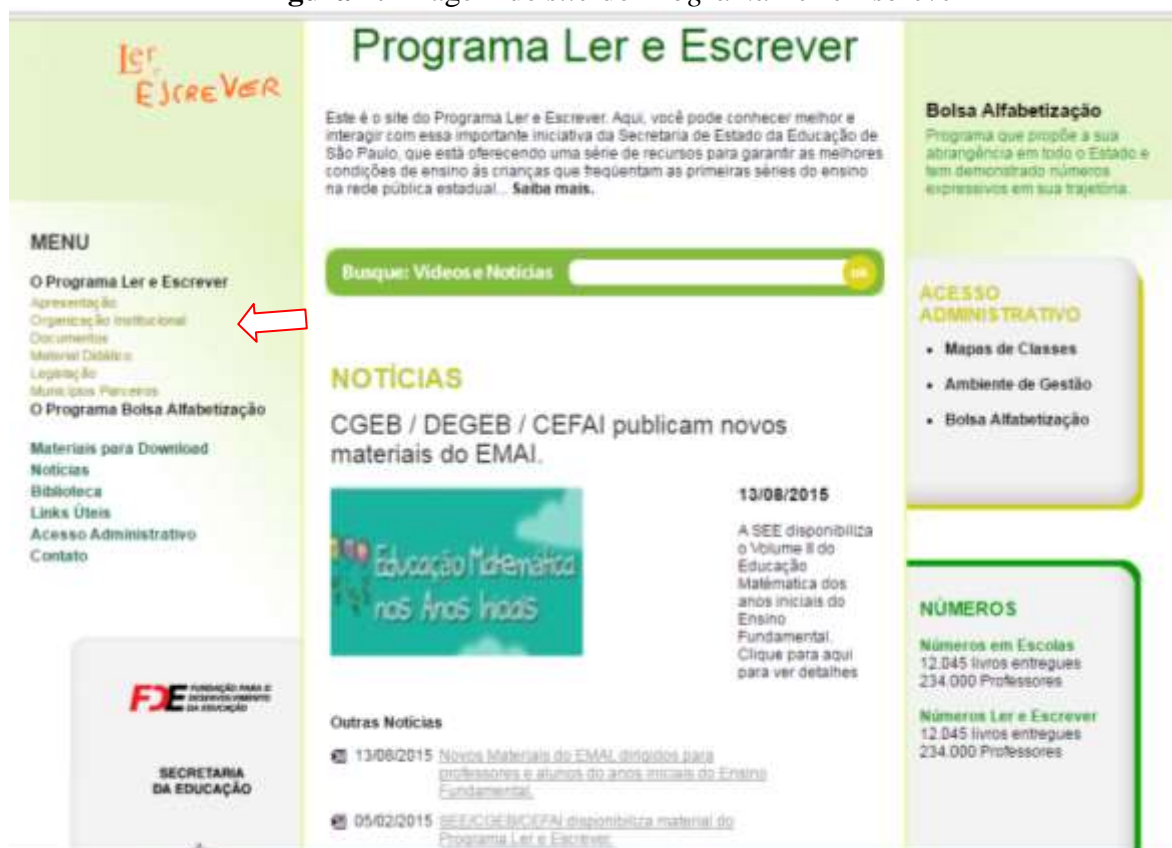 Ler
EscreVer
Programa Ler e Escrever
Este é o site do Programa Ler e Escrever. Aqui, você pode conhecer melhor e
interagir com essa importante iniciativa da Secretaria de Estado da Educação de
São Paulo, que está oferecendo uma série de recursos para garantir as melhores
condições de ensino ás crianças que freqüentam as primeiras séries do ensino
na rede pública estadual... Saiba mais.
Bolsa Alfabetização
Programa que propõe a sua
abrangência em todo o Estado e
tem demonstrado números
expressivos em sua trajetória.
MENU
O Programa Ler e Escrever
Apresentação
Organização Institucional
Documentos
Material Didático
Legislação
Municípios Parceiros
O Programa Bolsa Alfabetização
Materiais para Download
Notícias
Biblioteca
Links Úteis
Acesso Administrativo
Contato
Busque: Vídeos e Notícias
ok
NOTÍCIAS
CGEB / DEGEB / CEFAI publicam novos
materiais do EMAI.
Educação Matemática
nos Anos Iniciais
13/08/2015
A SEE disponibiliza
o Volume II do
Educação
Matématica dos
anos iniciais do
Ensino
Fundamental.
Clique para aqui
para ver detalhes
Outras Notícias
13/08/2015 Novos Materiais do EMAI, dirigidos para
professores e alunos do anos iniciais do Ensino
Fundamental.
05/02/2015 SEE/CGEB/CEFAI disponibiliza material do
Programa Ler e Escrever.
ACESSO
ADMINISTRATIVO
• Mapas de Classes
• Ambiente de Gestão
• Bolsa Alfabetização
NÚMEROS
Números em Escolas
12.045 livros entregues
234.000 Professores
Números Ler e Escrever
12.045 livros entregues
234.000 Professores
FDE FUNDAÇÃO PARA O
DESENVOLVIMENTO
DA EDUCAÇÃO
SECRETARIA
DA EDUCAÇÃO